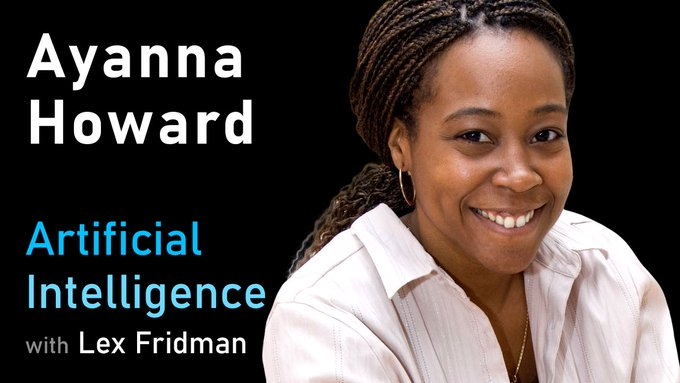 Ayanna
Howard
Artificial
Intelligence
with Lex Fridman